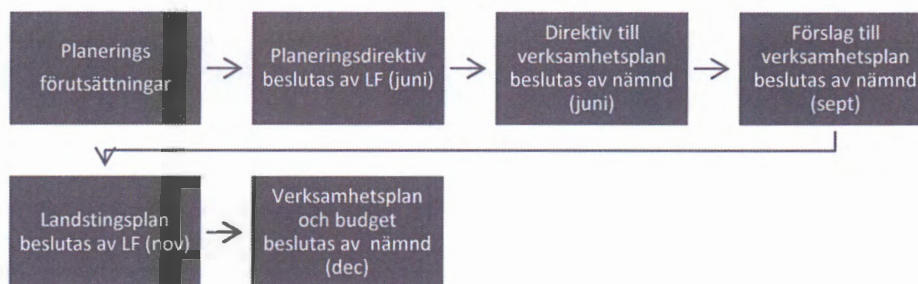 Planerings
förutsättningar
Planeringsdirektiv
beslutas av LF (juni)
Direktiv till
verksamhetsplan
beslutas av nämnd
(juni)
Förslag till
verksamhetsplan
beslutas av nämnd
(sept)
Landstingsplan
beslutas av LF (nov)
Verksamhetsplan
och budget
beslutas av nämnd
(dec)